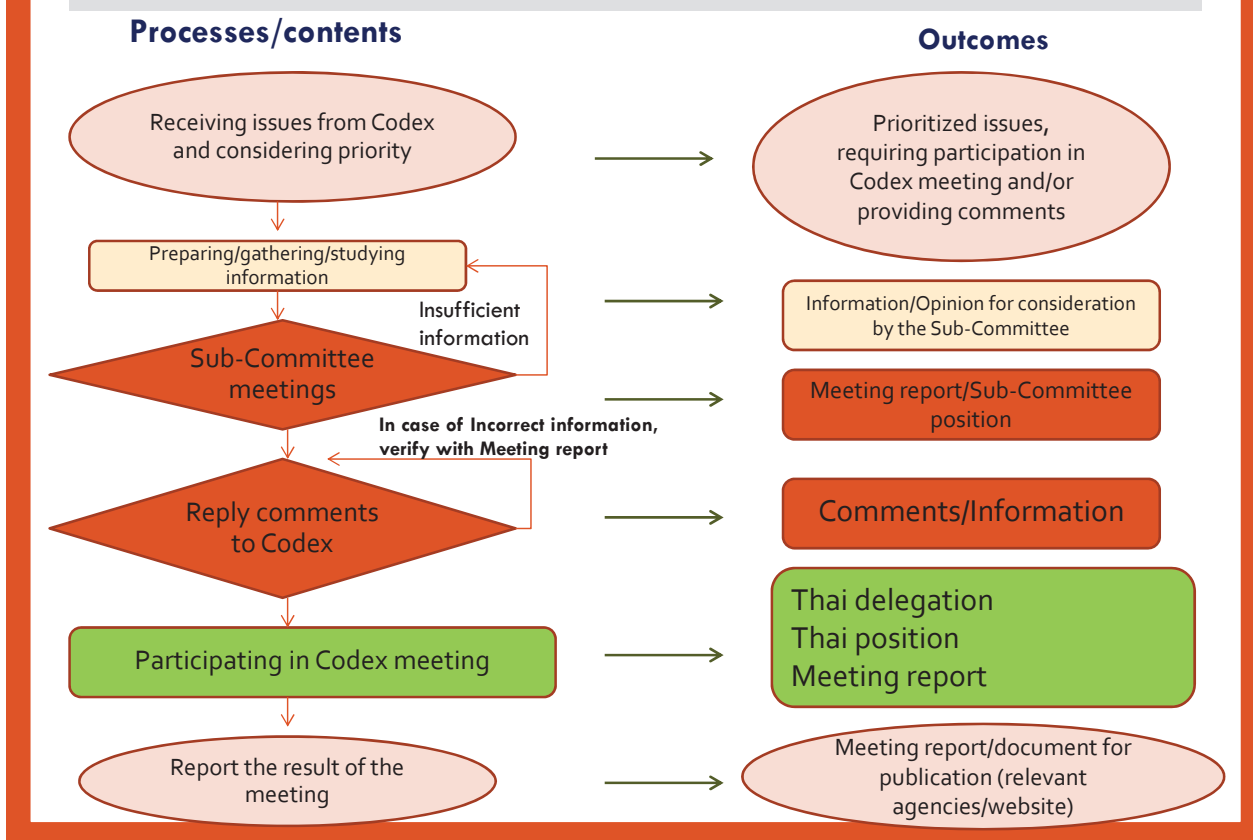 Processes/contents
Outcomes
Receiving issues from Codex
and considering priority
Prioritized issues,
requiring participation in
Codex meeting and/or
providing comments
Preparing/gathering/studying
information
Insufficient
information
Information/Opinion for consideration
by the Sub-Committee
Sub-Committee
meetings
Meeting report/Sub-Committee
position
In case of Incorrect information,
verify with Meeting report
Reply comments
to Codex
Comments/Information
Participating in Codex meeting
Thai delegation
Thai position
Meeting report
Report the result of the
meeting
Meeting report/document for
publication (relevant
agencies/website)